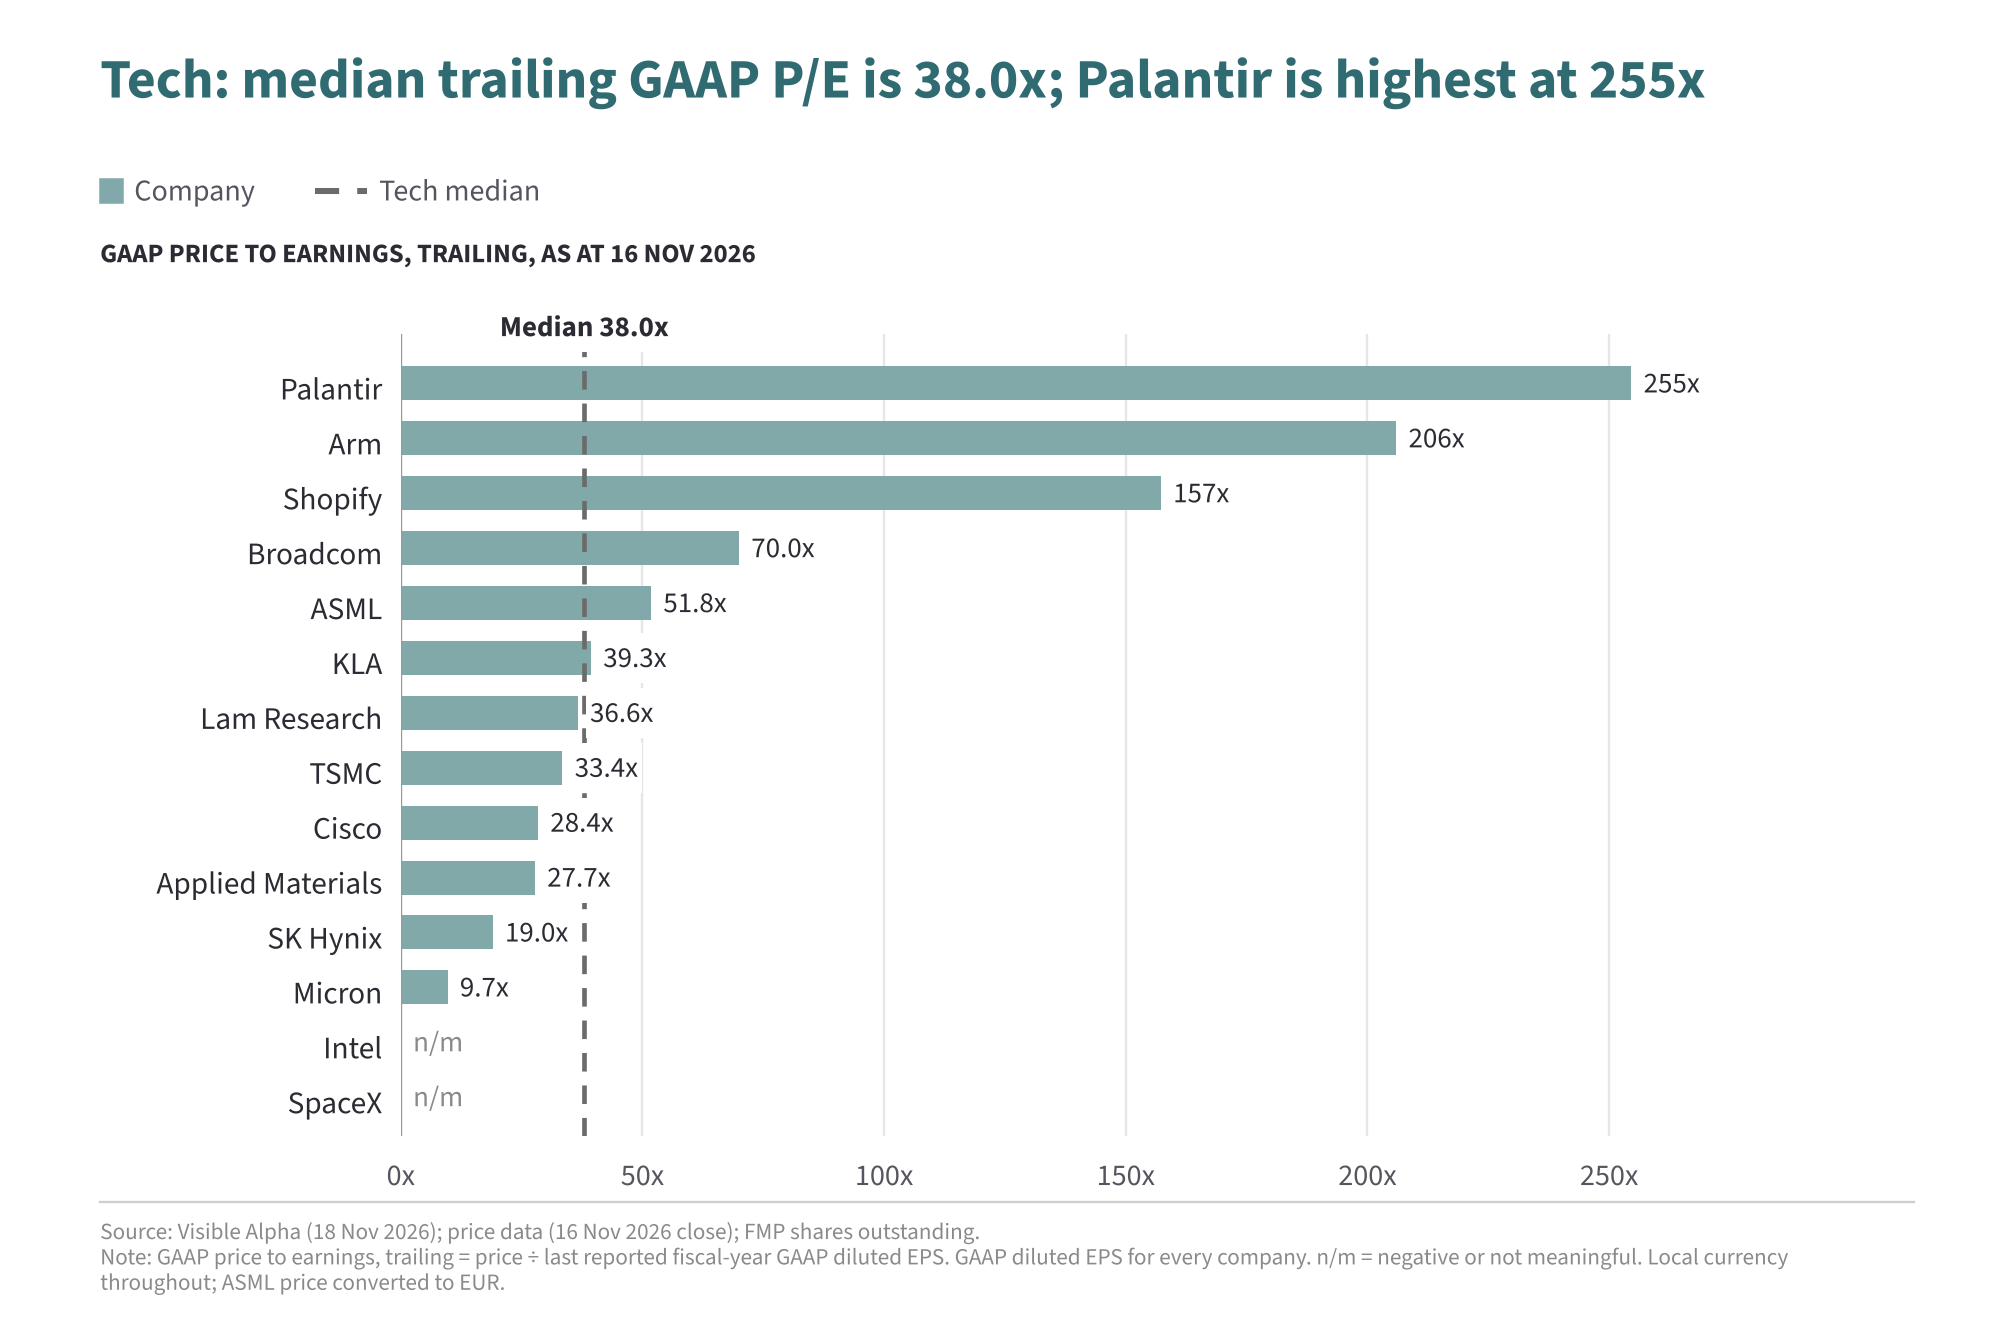 Tech: median trailing GAAP P/E is 38.0x; Palantir is highest at 255x
Company
Tech median
GAAP PRICE TO EARNINGS, TRAILING, AS AT 16 NOV 2026
Median 38.0x
Palantir 255x
Arm 206x
Shopify 157x
Broadcom 70.0x
ASML 51.8x
KLA 39.3x
Lam Research 36.6x
TSMC 33.4x
Cisco 28.4x
Applied Materials 27.7x
SK Hynix 19.0x
Micron 9.7x
Intel n/m
SpaceX n/m
0x 50x 100x 150x 200x 250x
Source: Visible Alpha (18 Nov 2026); price data (16 Nov 2026 close); FMP shares outstanding.
Note: GAAP price to earnings, trailing = price ÷ last reported fiscal-year GAAP diluted EPS. GAAP diluted EPS for every company. n/m = negative or not meaningful. Local currency
throughout; ASML price converted to EUR.